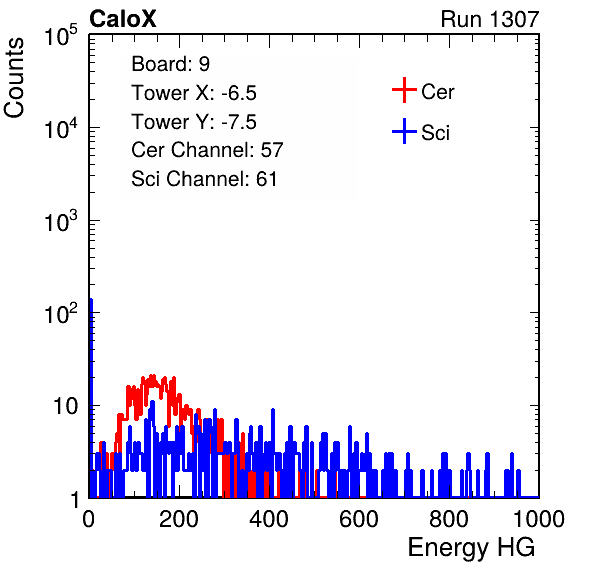 CaloX Run 1307
Counts
10^5
10^4
10^3
10^2
10
1
Board: 9
Tower X: -6.5
Tower Y: -7.5
Cer Channel: 57
Sci Channel: 61
Cer
Sci
0 200 400 600 800 1000
Energy HG